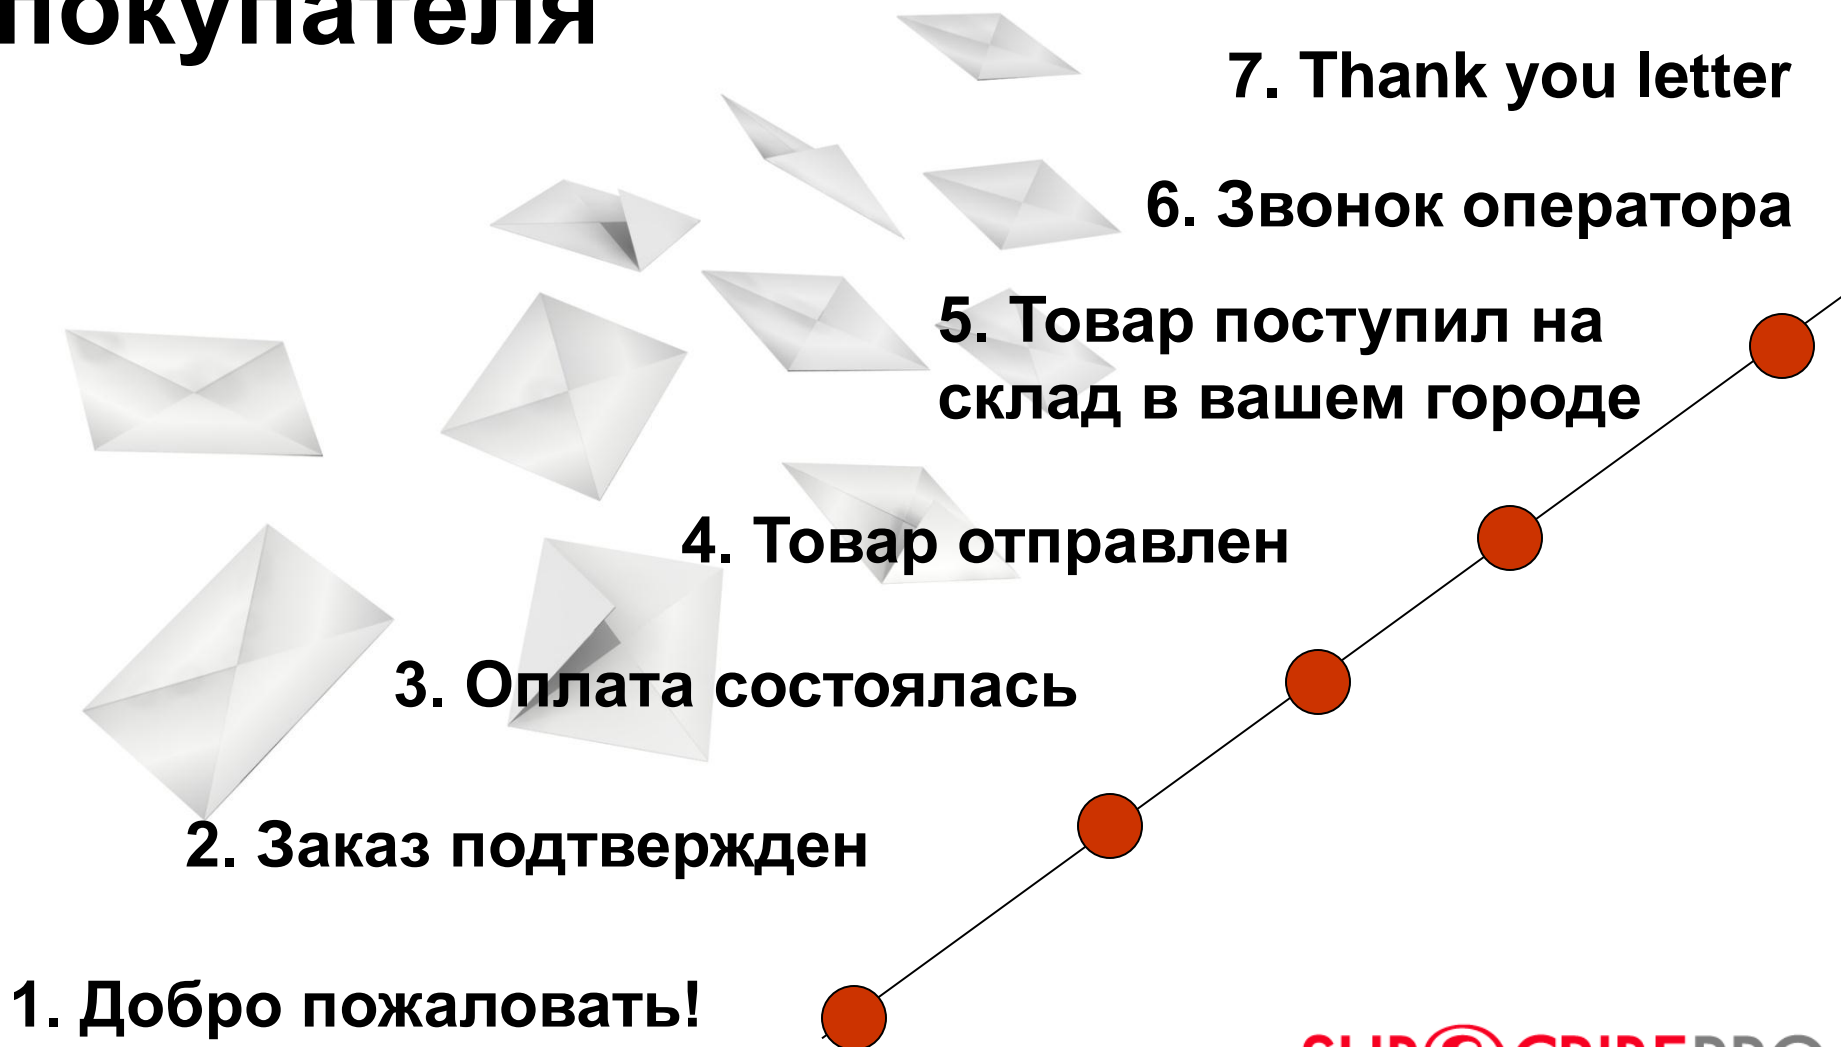 покупателя
7. Thank you letter
6. Звонок оператора
5. Товар поступил на
склад в вашем городе
4. Товар отправлен
3. Оплата состоялась
2. Заказ подтвержден
1. Добро пожаловать!